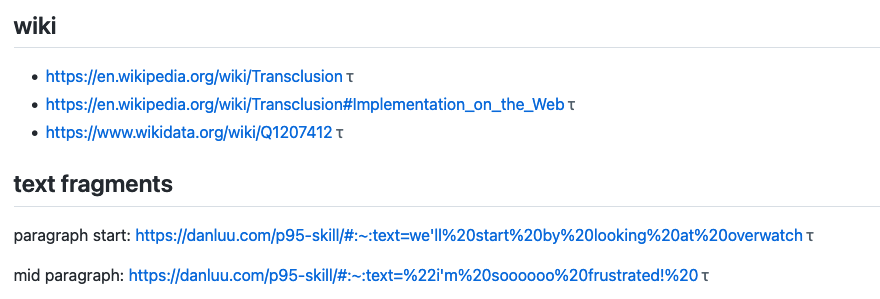 wiki
• https://en.wikipedia.org/wiki/Transclusion τ
• https://en.wikipedia.org/wiki/Transclusion#Implementation_on_the_Web τ
• https://www.wikidata.org/wiki/Q1207412 τ
text fragments
paragraph start: https://danluu.com/p95-skill/#:~:text=we'll%20start%20by%20looking%20at%20overwatch τ
mid paragraph: https://danluu.com/p95-skill/#:~:text=%22i'm%20soooooo%20frustrated!%20 τ